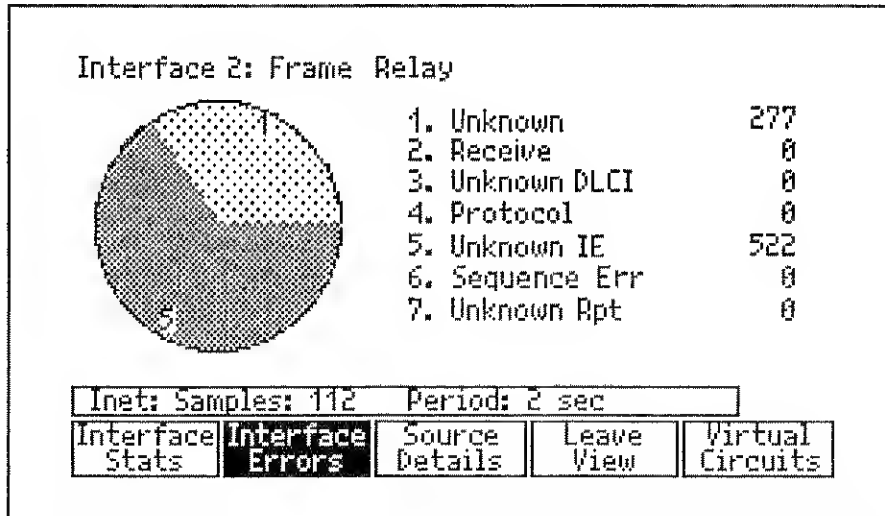 Interface 2: Frame Relay
1
5
1. Unknown 277
2. Receive 0
3. Unknown DLCI 0
4. Protocol 0
5. Unknown IE 522
6. Sequence Err 0
7. Unknown Rpt 0
Inet: Samples: 112 Period: 2 sec
Interface Stats
Interface Errors
Source Details
Leave View
Virtual Circuits